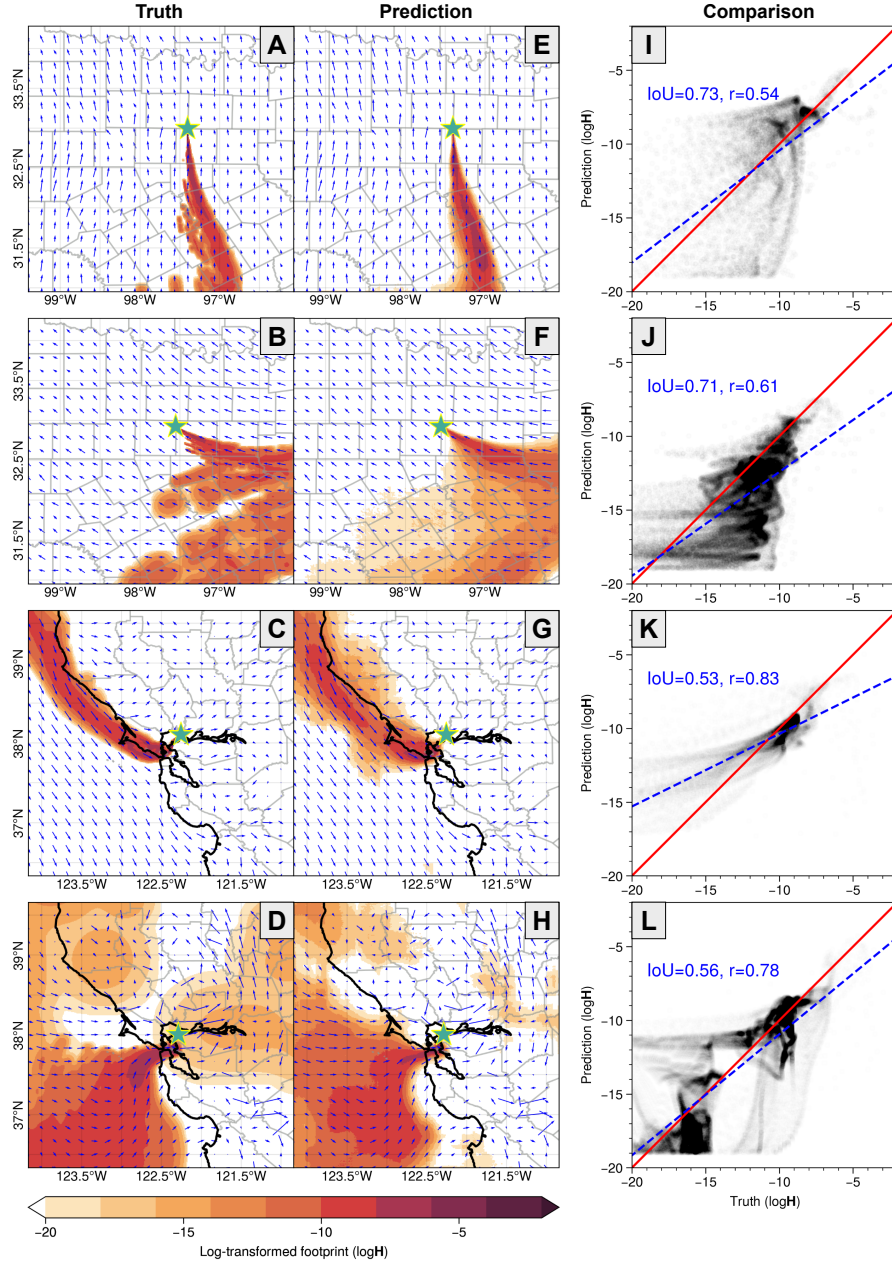 Truth
Prediction
Comparison
A
E
I
33.5°N
32.5°N
31.5°N
99°W
98°W
97°W
99°W
98°W
97°W
IoU=0.73, r=0.54
Prediction (logH)
−5
−10
−15
−20
−20
−15
−10
−5
B
F
J
33.5°N
32.5°N
31.5°N
99°W
98°W
97°W
99°W
98°W
97°W
IoU=0.71, r=0.61
Prediction (logH)
−5
−10
−15
−20
−20
−15
−10
−5
C
G
K
39°N
38°N
37°N
123.5°W
122.5°W
121.5°W
123.5°W
122.5°W
121.5°W
IoU=0.53, r=0.83
Prediction (logH)
−5
−10
−15
−20
−20
−15
−10
−5
D
H
L
39°N
38°N
37°N
123.5°W
122.5°W
121.5°W
123.5°W
122.5°W
121.5°W
IoU=0.56, r=0.78
Prediction (logH)
−5
−10
−15
−20
−20
−15
−10
−5
Truth (logH)
−20
−15
−10
−5
Log-transformed footprint (logH)